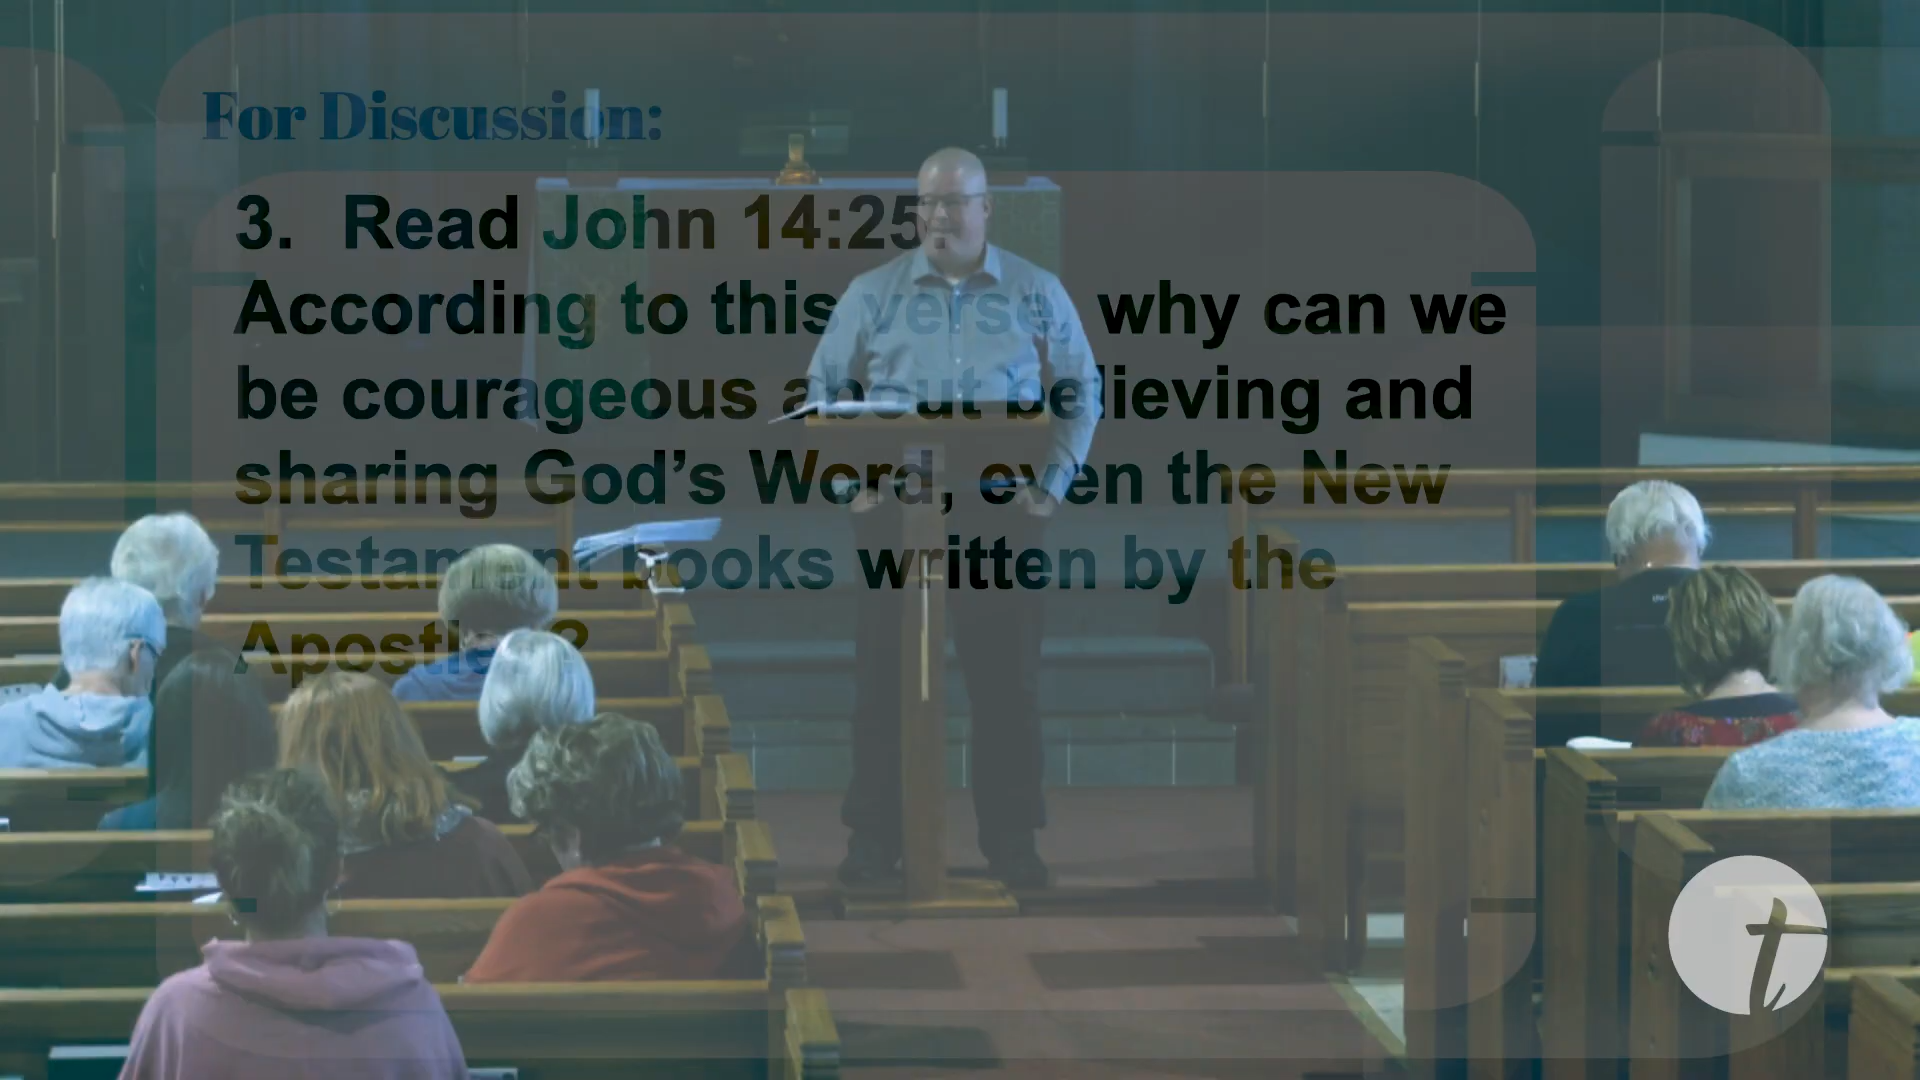 For Discussion:
3. Read John 14:25
According to this verse, why can we
be courageous about believing and
sharing God’s Word, even the New
Testament books written by the
Apostles?